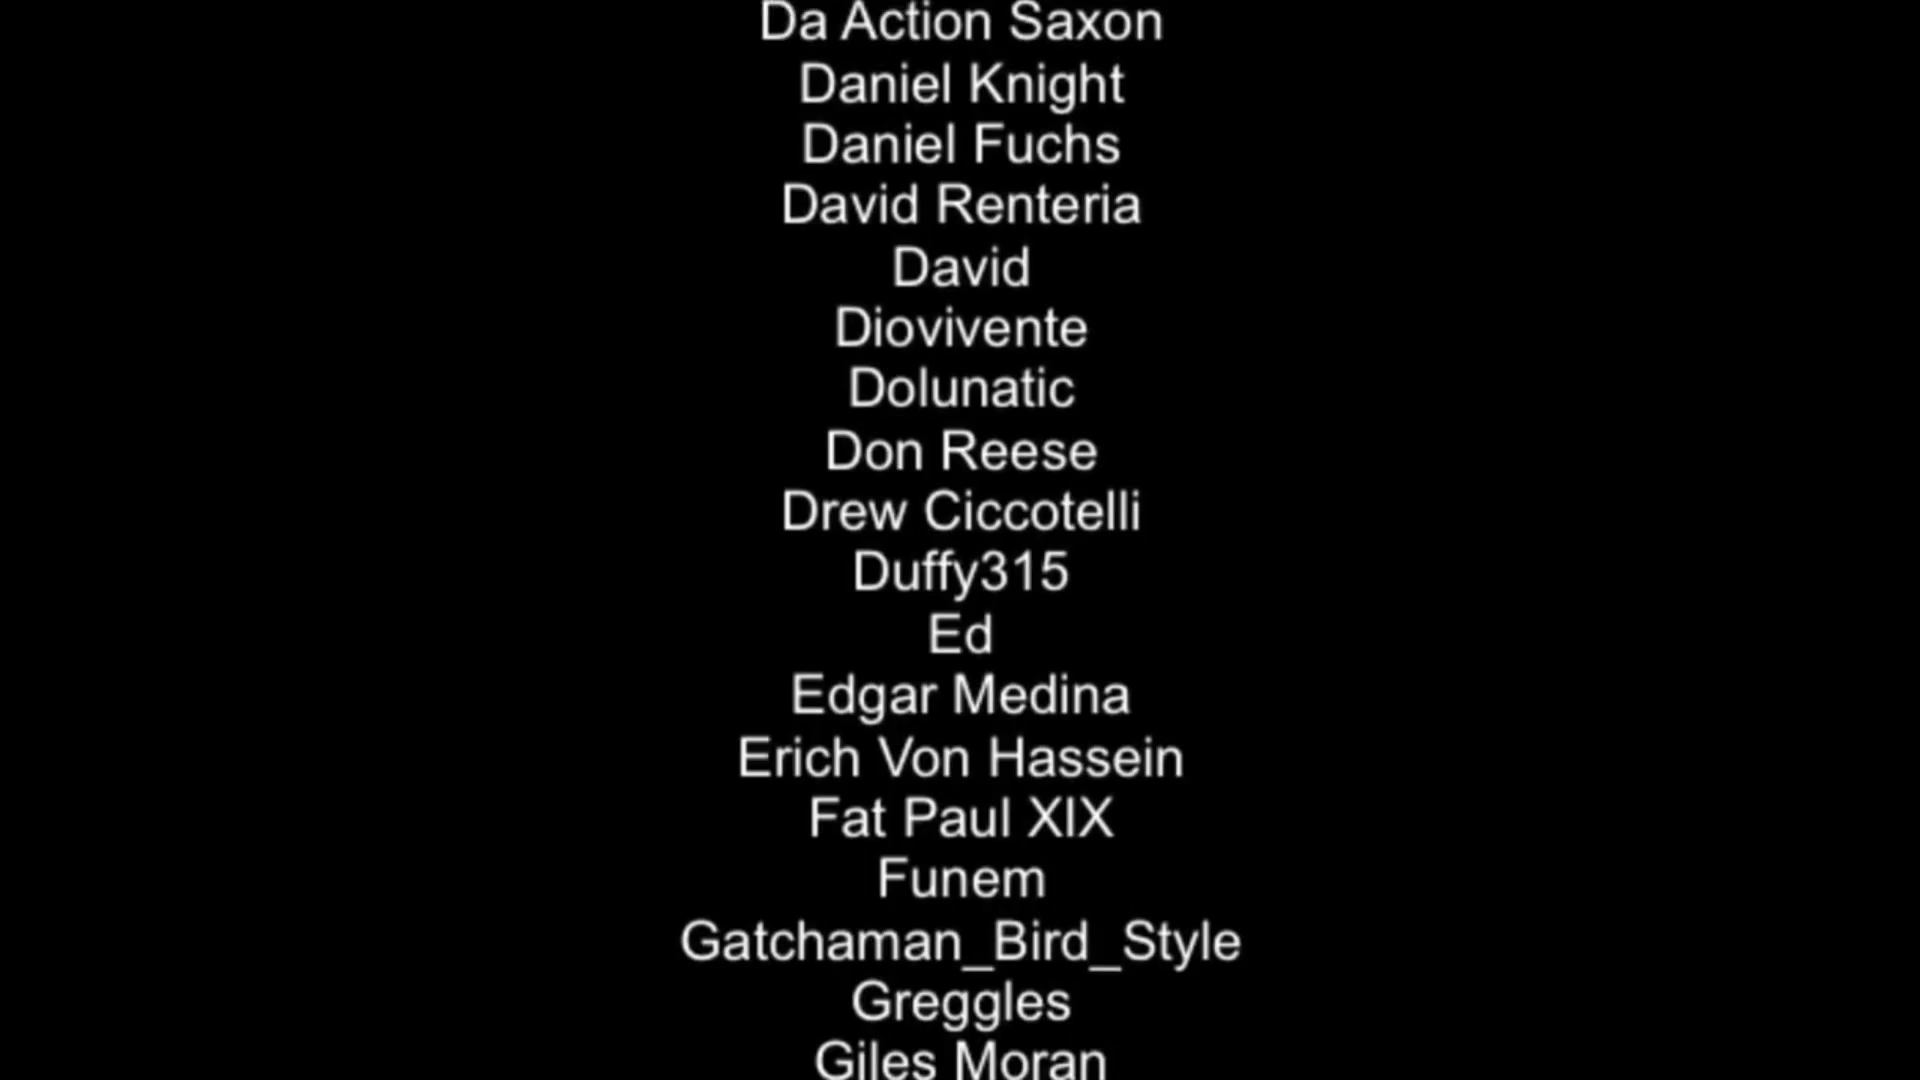 Da Action Saxon
Daniel Knight
Daniel Fuchs
David Renteria
David
Diovivente
Dolunatic
Don Reese
Drew Ciccotelli
Duffy315
Ed
Edgar Medina
Erich Von Hassein
Fat Paul XIX
Funem
Gatchaman_Bird_Style
Greggles
Giles Moran